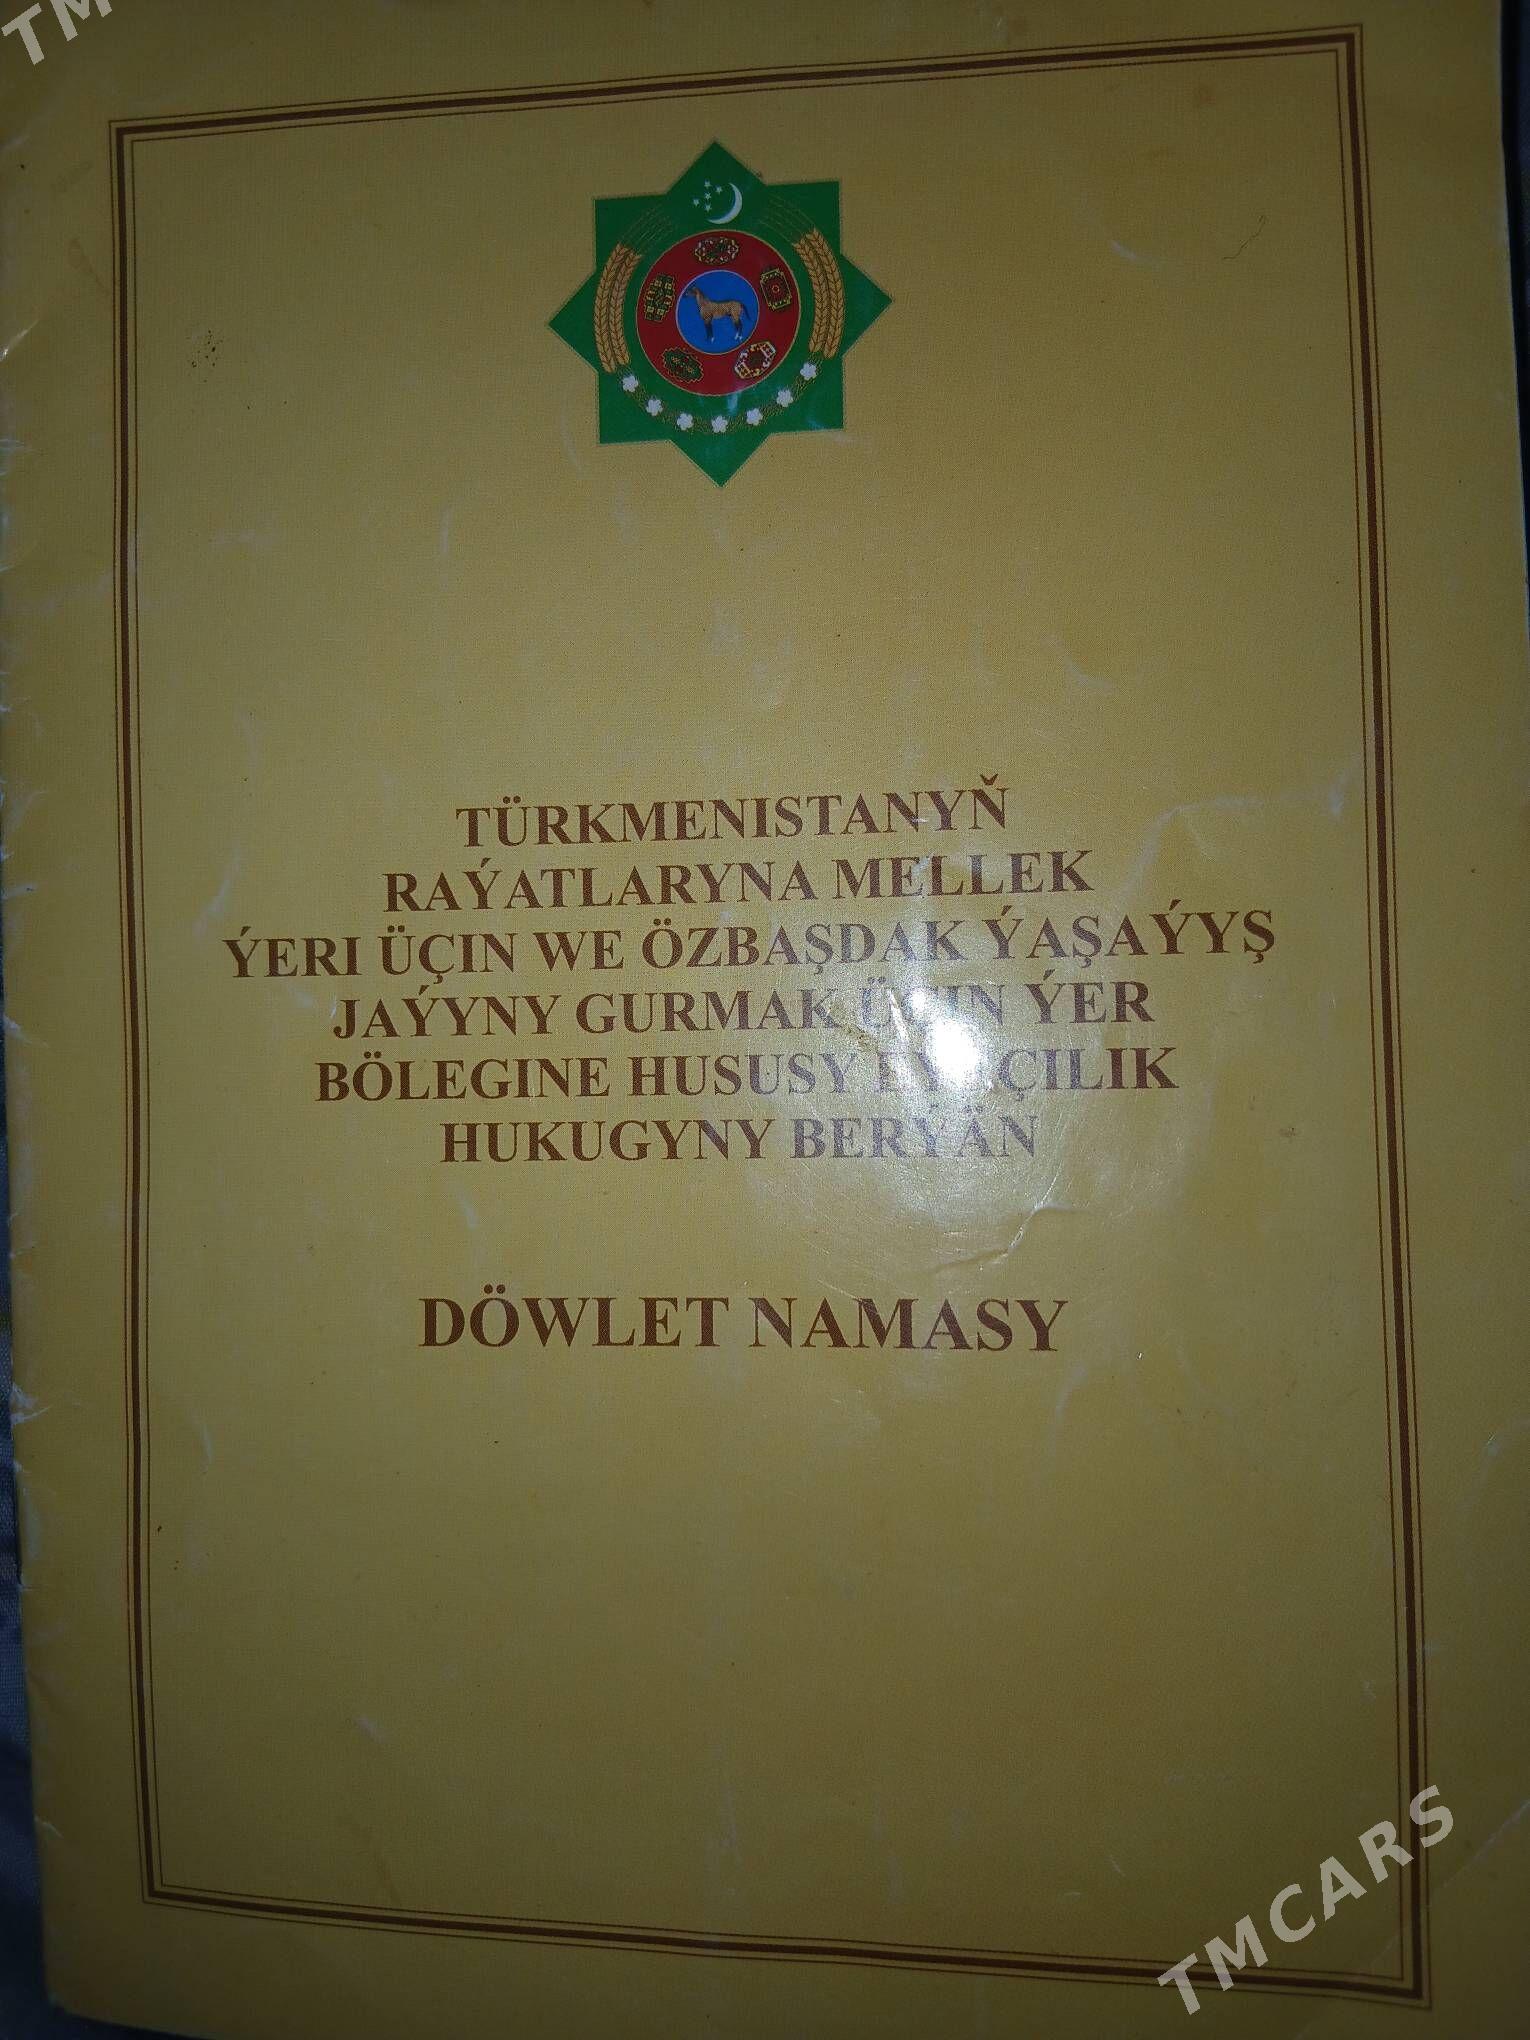 TM
TÜRKMENISTANYŇ
RAÝATLARYNA MELLEK
ÝERI ÜÇIN WE ÖZBAŞDAK ÝAŞAÝYŞ
JAÝYNY GURMAK ÜÇIN ÝER
BÖLEGINE HUSUSY EÝEÇILIK
HUKUGYNY BERÝÄN
DÖWLET NAMASY
TMCARS